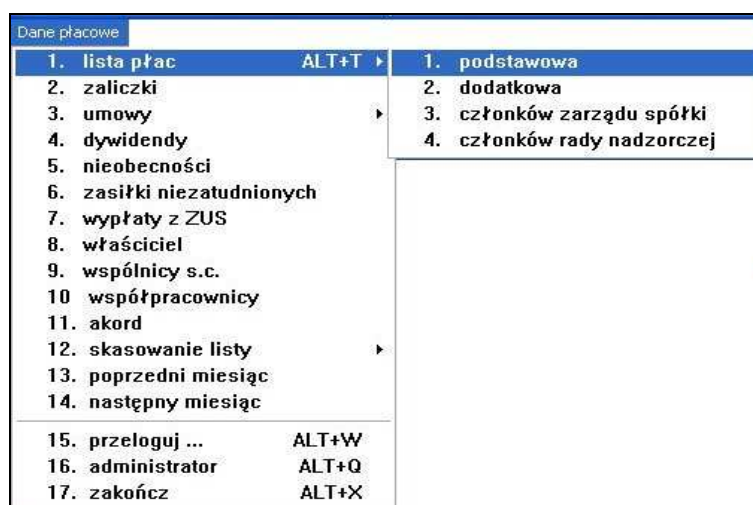 Dane płacowe
1. lista płac ALT+T
2. zaliczki
3. umowy
4. dywidendy
5. nieobecności
6. zasiłki niezatudnionych
7. wypłaty z ZUS
8. właściciel
9. wspólnicy s.c.
10 współpracownicy
11. akord
12. skasowanie listy
13. poprzedni miesiąc
14. następny miesiąc
15. przeloguj ... ALT+W
16. administrator ALT+Q
17. zakończ ALT+X
1. podstawowa
2. dodatkowa
3. członków zarządu spółki
4. członków rady nadzorczej